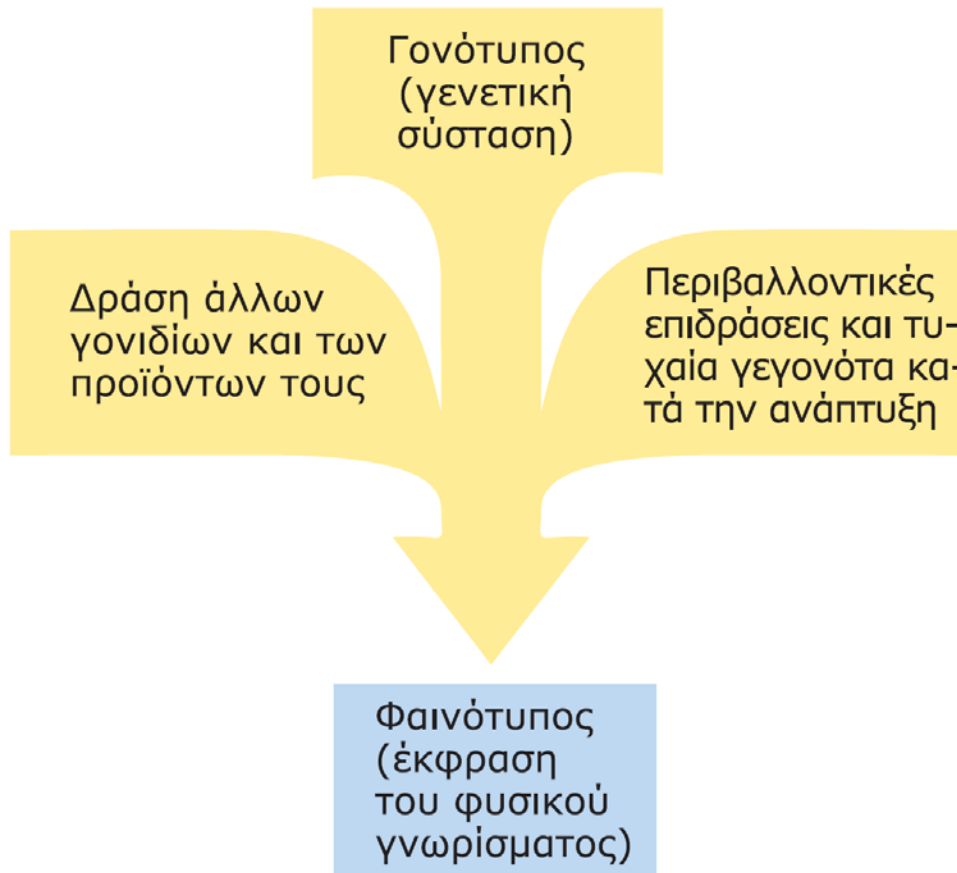 Γονότυπος
(γενετική
σύσταση)
Δράση άλλων
γονιδίων και των
προϊόντων τους
Περιβαλλοντικές
επιδράσεις και τυ-
χαία γεγονότα κα-
τά την ανάπτυξη
Φαινότυπος
(έκφραση
του φυσικού
γνωρίσματος)